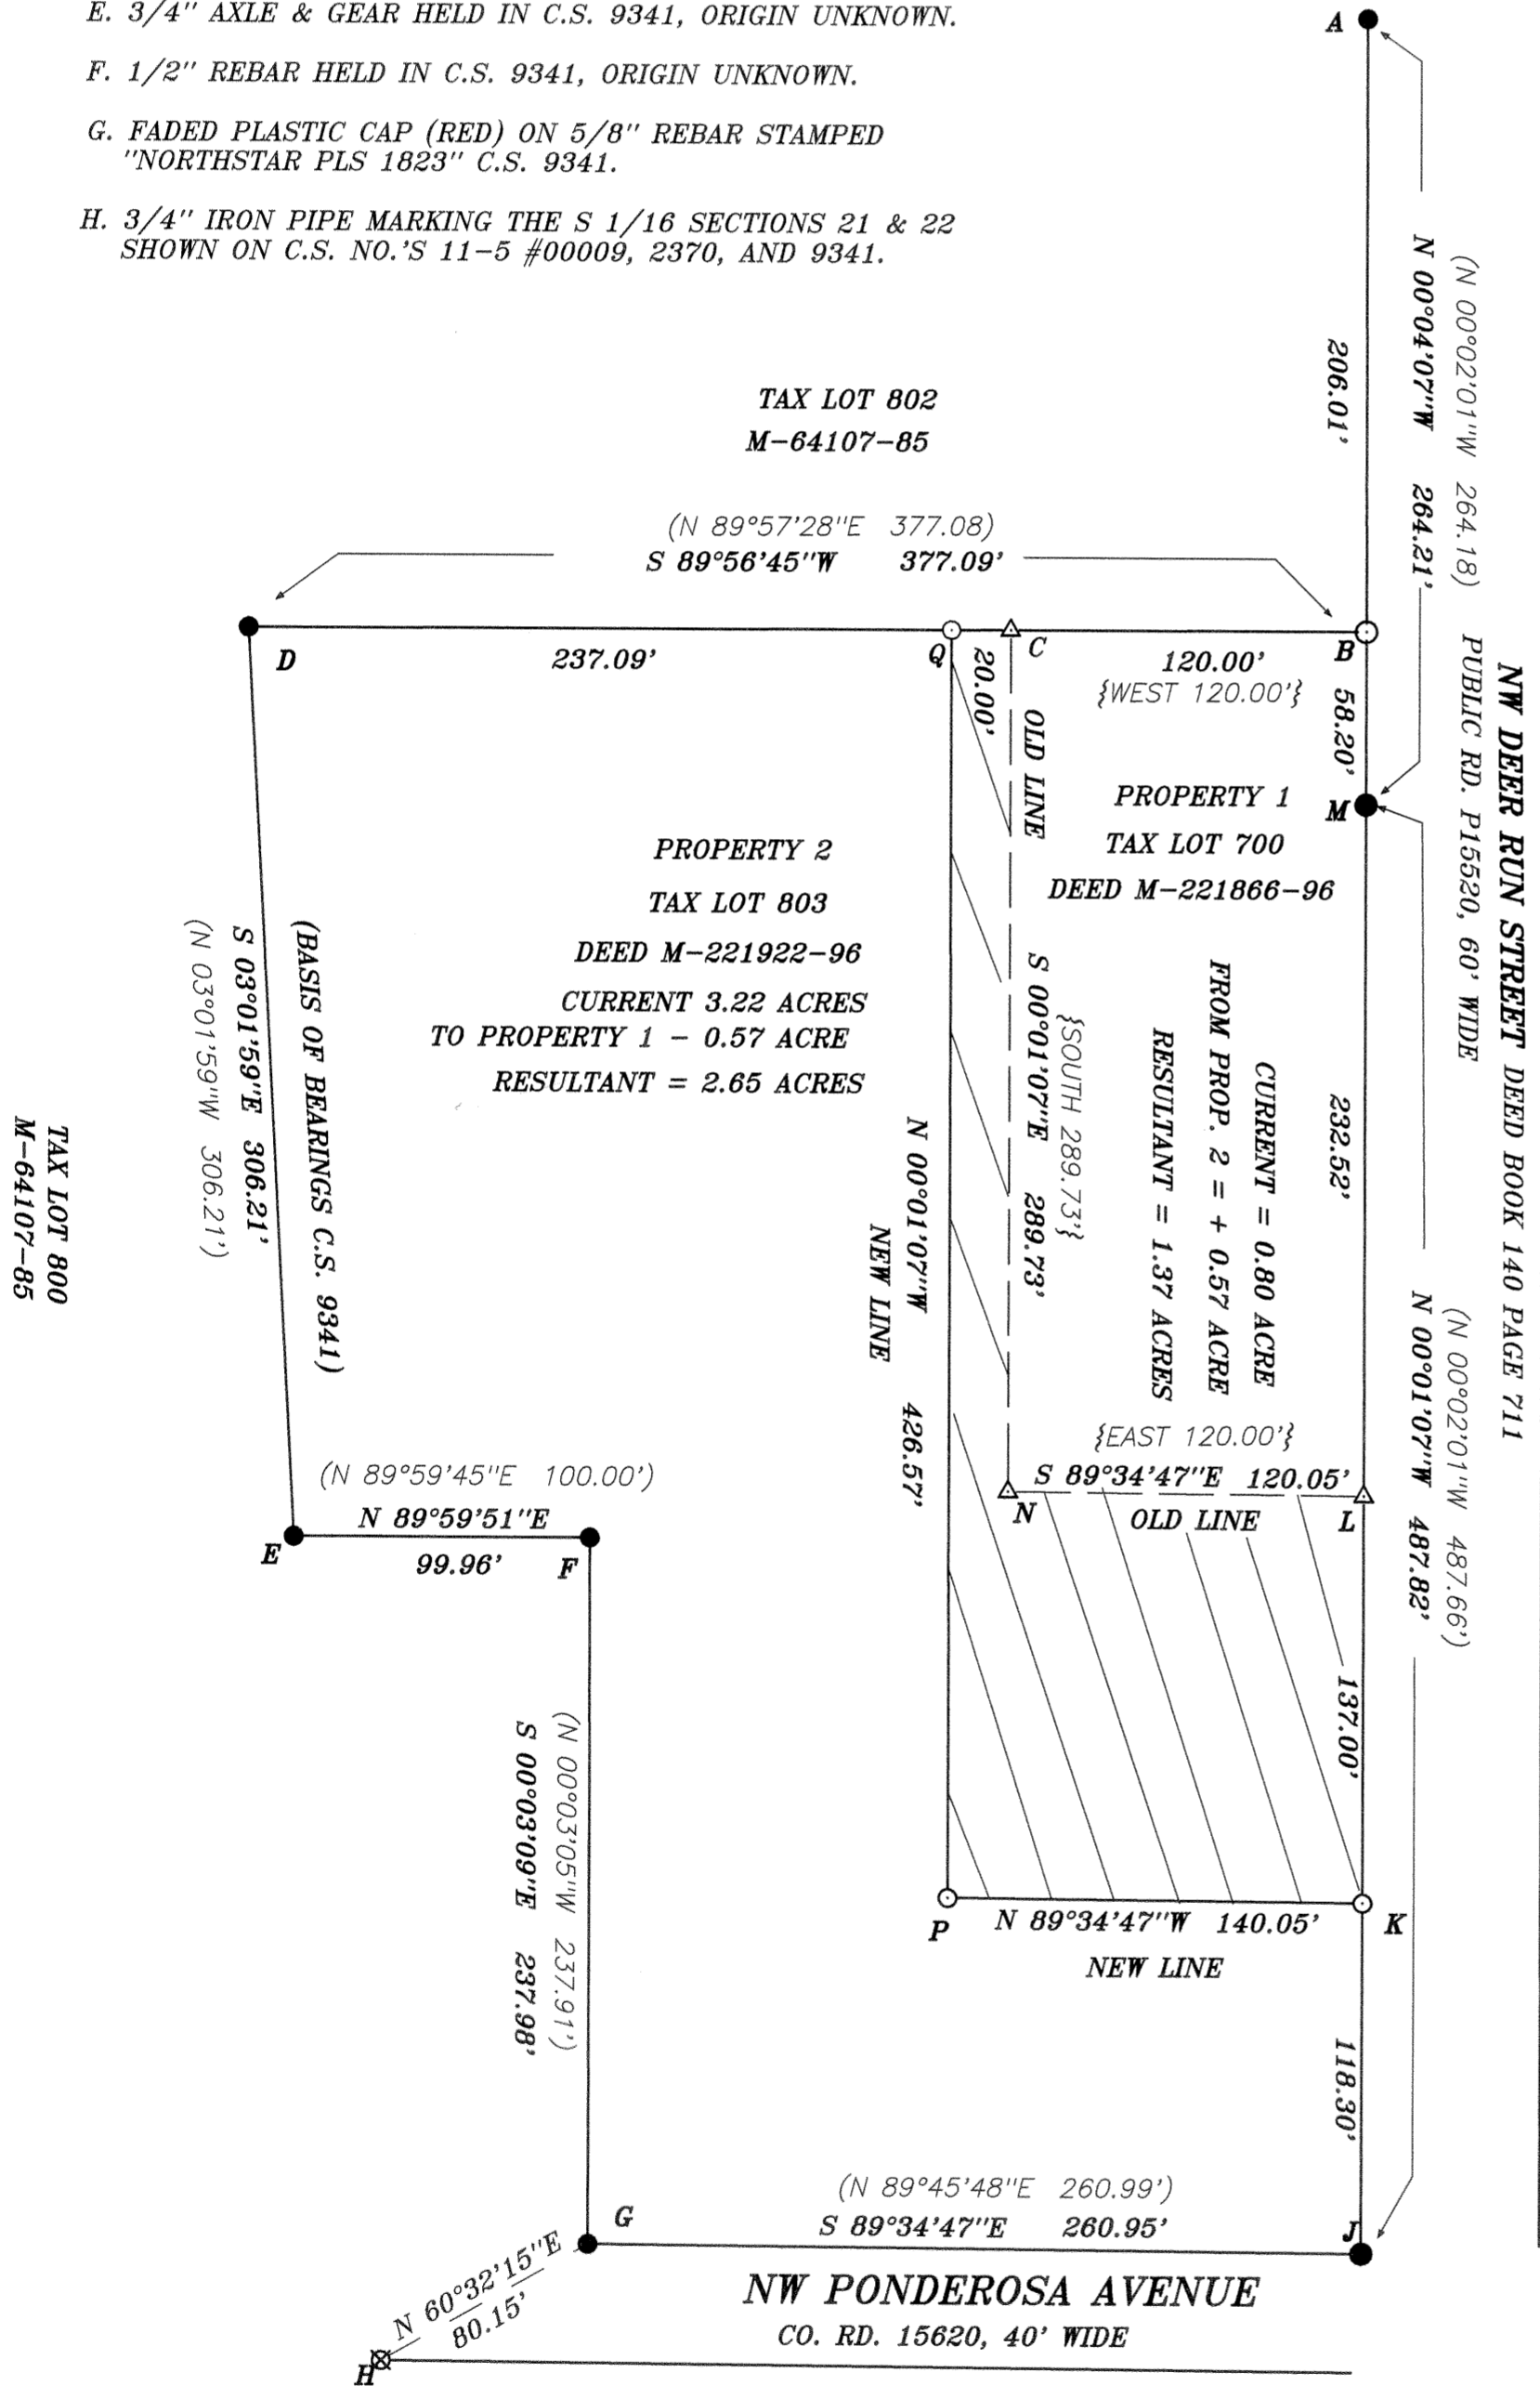 E. 3/4" AXLE & GEAR HELD IN C.S. 9341, ORIGIN UNKNOWN.
F. 1/2" REBAR HELD IN C.S. 9341, ORIGIN UNKNOWN.
G. FADED PLASTIC CAP (RED) ON 5/8" REBAR STAMPED
"NORTHSTAR PLS 1823" C.S. 9341.
H. 3/4" IRON PIPE MARKING THE S 1/16 SECTIONS 21 & 22
SHOWN ON C.S. NO.'S 11-5 #00009, 2370, AND 9341.
A
206.01'
N 00°04'07"W 264.21'
(N 00°02'01"W 264.18)
TAX LOT 802
M-64107-85
(N 89°57'28"E 377.08)
S 89°56'45"W 377.09'
D
237.09'
Q
20.00'
C
120.00'
{WEST 120.00'}
B
58.20'
M
NW DEER RUN STREET DEED BOOK 140 PAGE 711
PUBLIC RD. P15520, 60' WIDE
OLD LINE
PROPERTY 1
TAX LOT 700
DEED M-221866-96
PROPERTY 2
TAX LOT 803
DEED M-221922-96
CURRENT 3.22 ACRES
TO PROPERTY 1 - 0.57 ACRE
RESULTANT = 2.65 ACRES
CURRENT = 0.80 ACRE
FROM PROP. 2 = + 0.57 ACRE
RESULTANT = 1.37 ACRES
{SOUTH 289.73'}
S 00°01'07"E 289.73'
232.52'
(BASIS OF BEARINGS C.S. 9341)
S 03°01'59"E 306.21'
(N 03°01'59"W 306.21')
TAX LOT 800
M-64107-85
N 00°01'07"W 426.57'
NEW LINE
(N 00°02'01"W 487.66')
N 00°01'07"W 487.82'
{EAST 120.00'}
S 89°34'47"E 120.05'
N
OLD LINE
L
(N 89°59'45"E 100.00')
N 89°59'51"E
E
99.96'
F
137.00'
(N 00°03'05"W 237.91')
S 00°03'09"E 237.98'
P
N 89°34'47"W 140.05'
K
NEW LINE
118.30'
(N 89°45'48"E 260.99')
S 89°34'47"E 260.95'
G
J
N 60°32'15"E
80.15'
H
NW PONDEROSA AVENUE
CO. RD. 15620, 40' WIDE